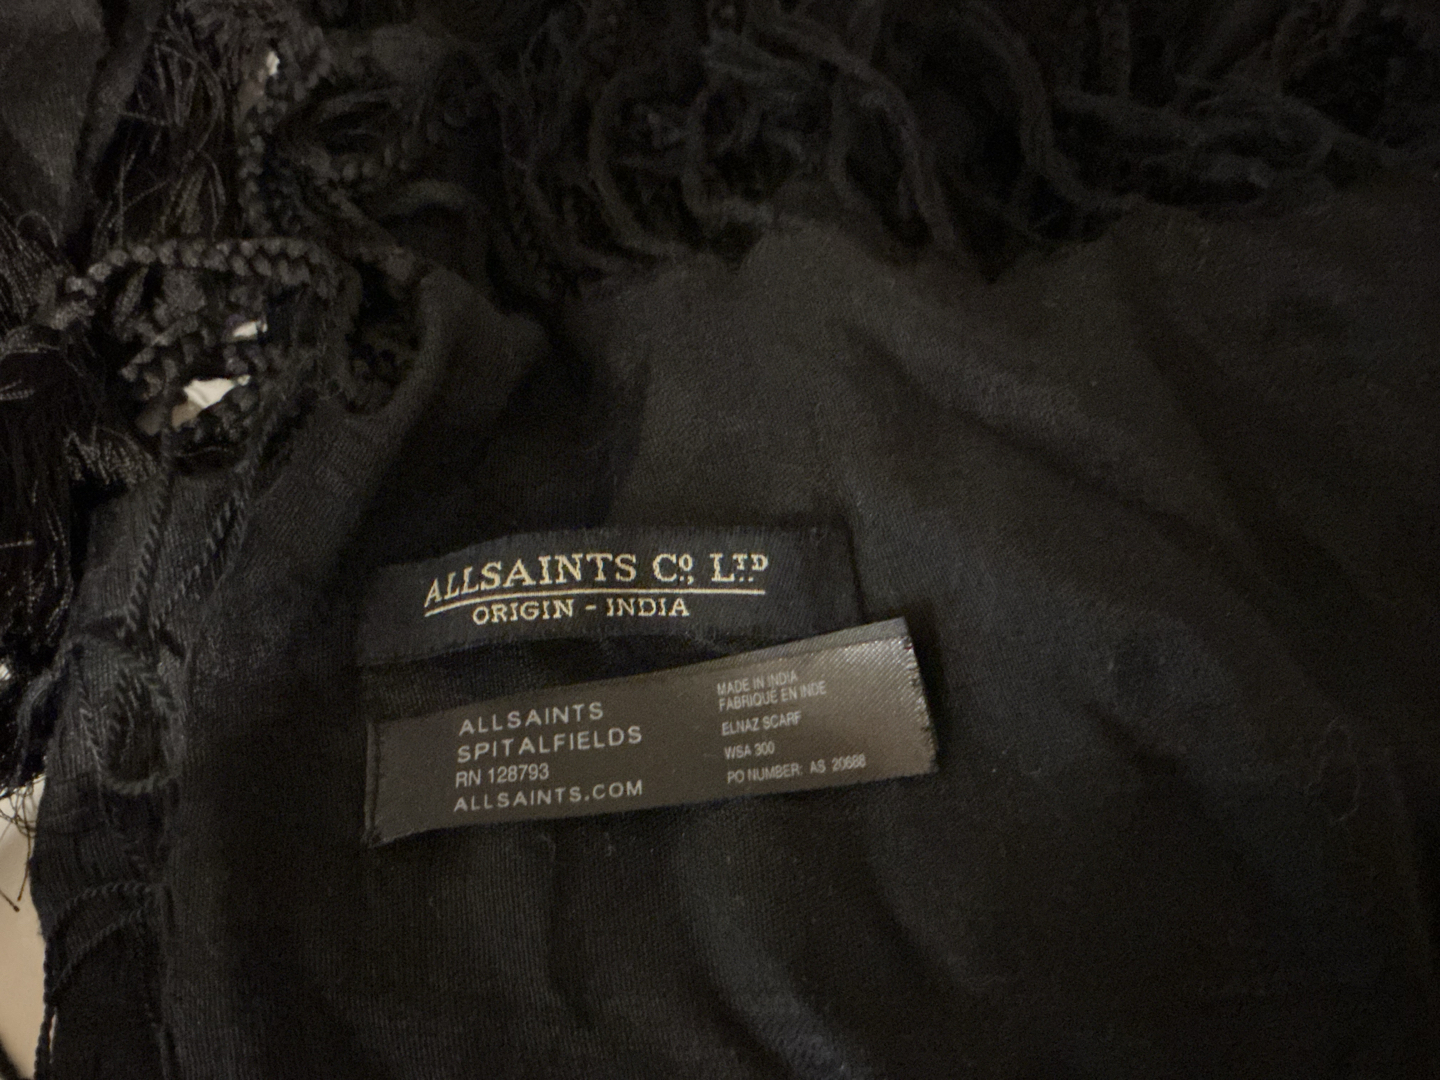 ALLSAINTS Cº., LTD
ORIGIN - INDIA
ALLSAINTS
SPITALFIELDS
RN 128793
ALLSAINTS.COM
MADE IN INDIA
FABRIQUÉ EN INDE
ELNAZ SCARF
WSA 300
PO NUMBER: AS 20688